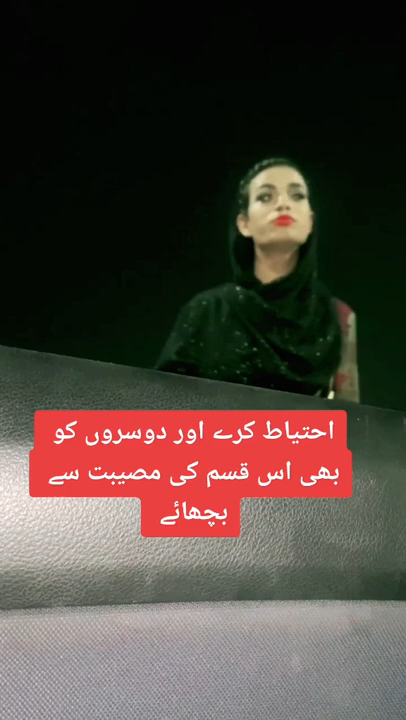 احتیاط کرے اور دوسروں کو
بھی اس قسم کی مصیبت سے
بچھائے